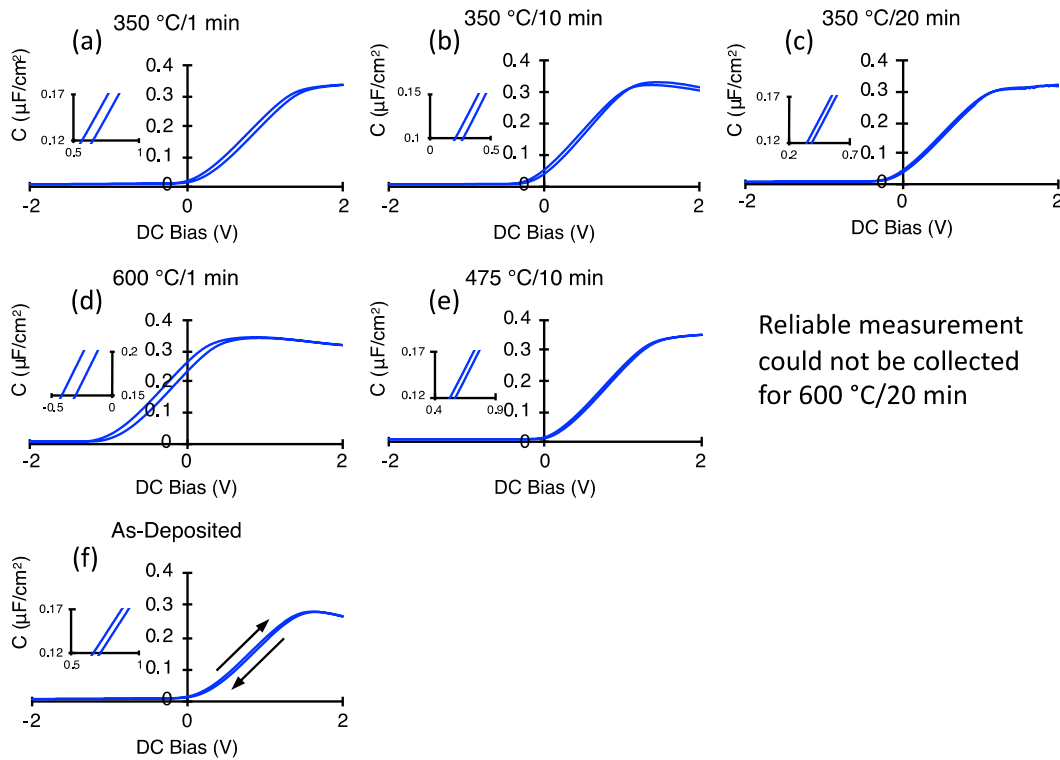 350 °C/1 min
(a)
C (µF/cm²)
0.4
0.3
0.2
0.1
0
-2
0
2
DC Bias (V)
0.17
0.12
0.5
1
350 °C/10 min
(b)
C (µF/cm²)
0.4
0.3
0.2
0.1
0
-2
0
2
DC Bias (V)
0.15
0.1
0
0.5
350 °C/20 min
(c)
C (µF/cm²)
0.4
0.3
0.2
0.1
0
-2
0
2
DC Bias (V)
0.17
0.12
0.2
0.7
600 °C/1 min
(d)
C (µF/cm²)
0.4
0.3
0.2
0.1
0
-2
0
2
DC Bias (V)
0.2
0.15
-0.5
0
475 °C/10 min
(e)
C (µF/cm²)
0.4
0.3
0.2
0.1
0
-2
0
2
DC Bias (V)
0.17
0.12
0.4
0.9
Reliable measurement
could not be collected
for 600 °C/20 min
As-Deposited
(f)
C (µF/cm²)
0.4
0.3
0.2
0.1
0
-2
0
2
DC Bias (V)
0.17
0.12
0.5
1